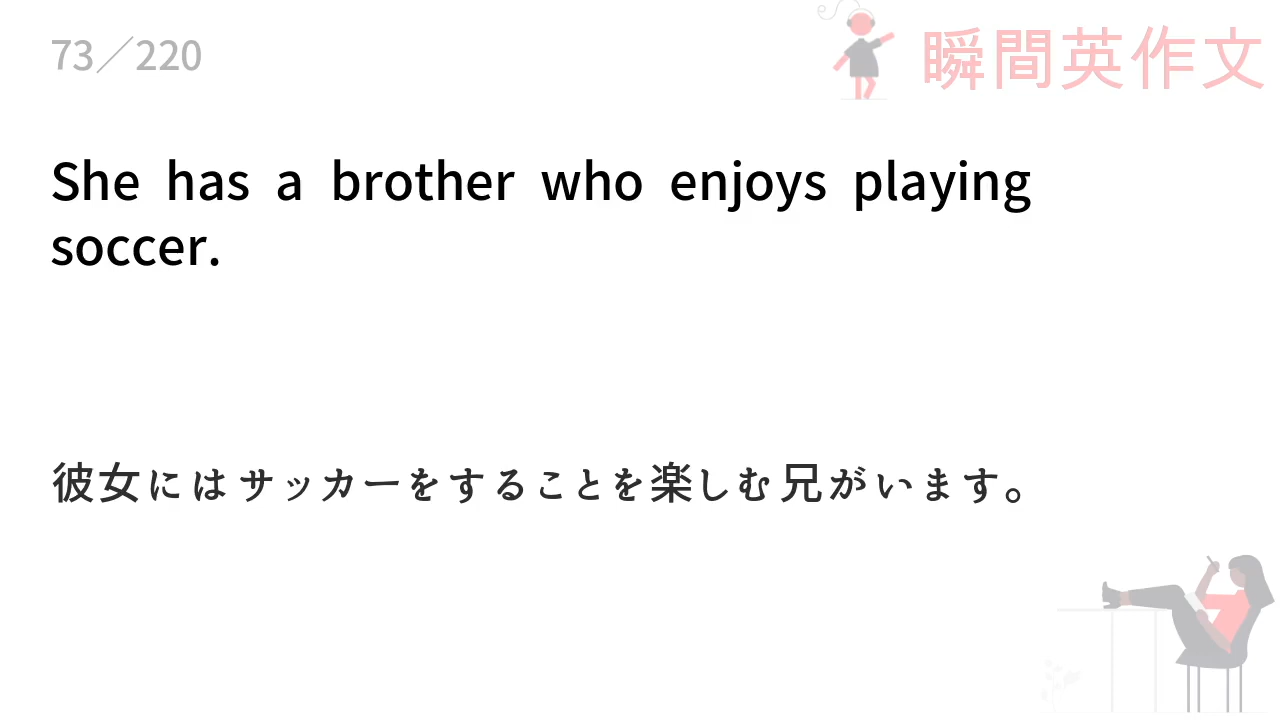 73／220
瞬間英作文
She has a brother who enjoys playing
soccer.
彼女にはサッカーをすることを楽しむ兄がいます。